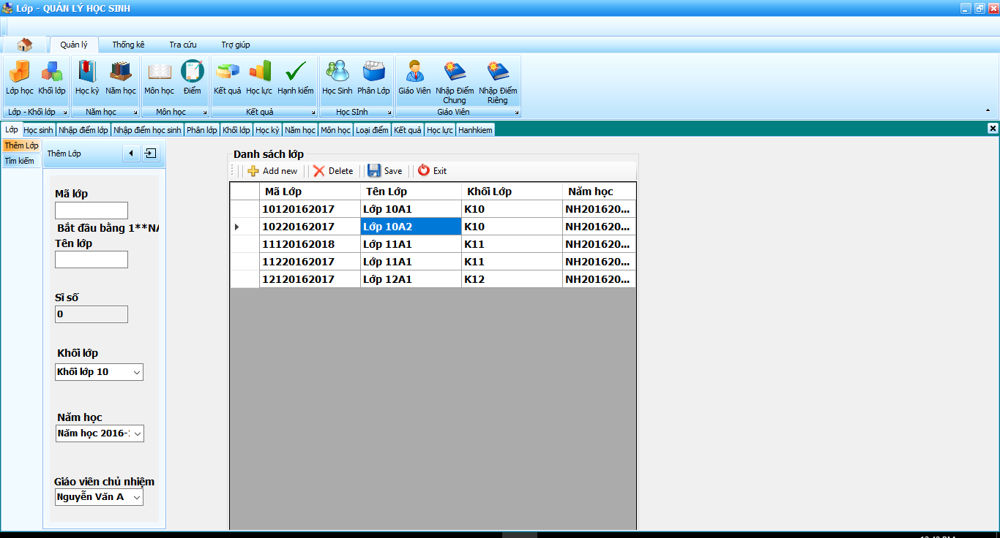 Lớp - QUẢN LÝ HỌC SINH
Quản lý Thống kê Tra cứu Trợ giúp
Lớp học Khối lớp Học kỳ Năm học Môn học Điểm Kết quả Học lực Hạnh kiểm Học Sinh Phân Lớp Giáo Viên Nhập Điểm Chung Nhập Điểm Riêng
Lớp - Khối lớp Năm học Môn học Kết quả Học SInh Giáo Viên
Lớp Học sinh Nhập điểm lớp Nhập điểm học sinh Phân lớp Khối lớp Học kỳ Năm học Môn học Loại điểm Kết quả Học lực Hanhkiem
Thêm Lớp
Tìm kiếm
Thêm Lớp
Mã lớp
Bắt đầu bằng 1**NA
Tên lớp
Sĩ số
0
Khối lớp
Khối lớp 10
Năm học
Năm học 2016-
Giáo viên chủ nhiệm
Nguyễn Văn A
Danh sách lớp
Add new Delete Save Exit
Mã Lớp Tên Lớp Khối Lớp Năm học
10120162017 Lớp 10A1 K10 NH201620...
10220162017 Lớp 10A2 K10 NH201620...
11120162018 Lớp 11A1 K11 NH201620...
11220162017 Lớp 11A1 K11 NH201620...
12120162017 Lớp 12A1 K12 NH201620...